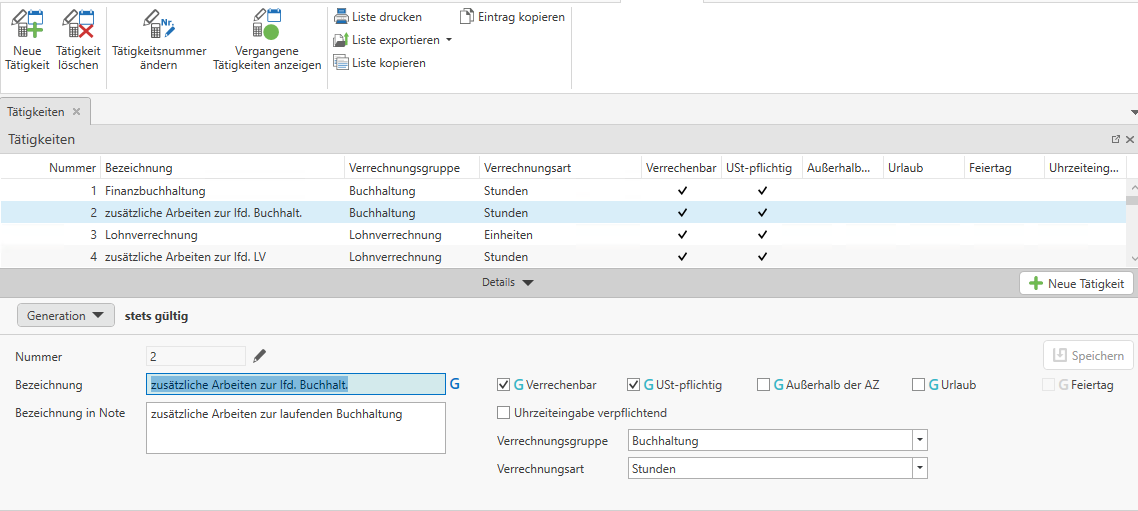 Neue Tätigkeit
Tätigkeit löschen
Nr.
Tätigkeitsnummer ändern
Vergangene Tätigkeiten anzeigen
Liste drucken
Liste exportieren
Liste kopieren
Eintrag kopieren
Tätigkeiten
Tätigkeiten
Nummer Bezeichnung Verrechnungsgruppe Verrechnungsart Verrechenbar USt-pflichtig Außerhalb... Urlaub Feiertag Uhrzeiteing...
1 Finanzbuchhaltung Buchhaltung Stunden
2 zusätzliche Arbeiten zur lfd. Buchhalt. Buchhaltung Stunden
3 Lohnverrechnung Lohnverrechnung Einheiten
4 zusätzliche Arbeiten zur lfd. LV Lohnverrechnung Stunden
Details
Neue Tätigkeit
Generation stets gültig
Nummer 2
Speichern
Bezeichnung zusätzliche Arbeiten zur lfd. Buchhalt. G
G Verrechenbar G USt-pflichtig G Außerhalb der AZ G Urlaub G Feiertag
Bezeichnung in Note zusätzliche Arbeiten zur laufenden Buchhaltung
Uhrzeiteingabe verpflichtend
Verrechnungsgruppe Buchhaltung
Verrechnungsart Stunden